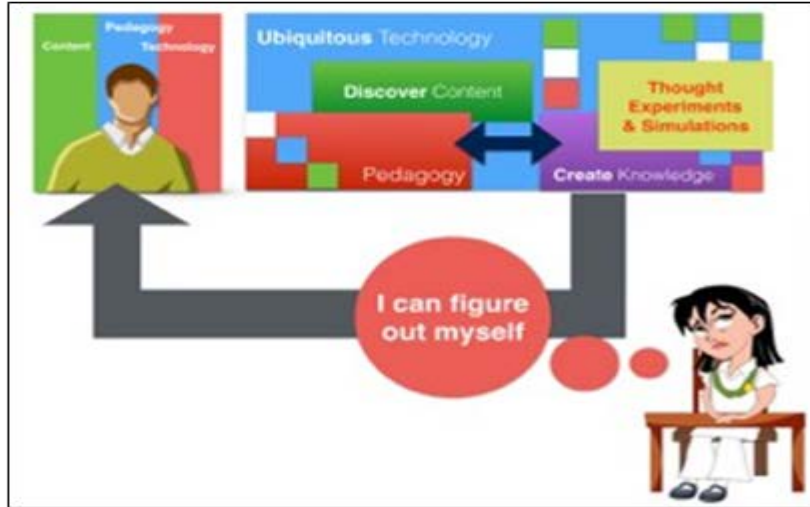 Content
Pedagogy
Technology
Ubiquitous Technology
Discover Content
Thought
Experiments
& Simulations
Pedagogy
Create Knowledge
I can figure
out myself